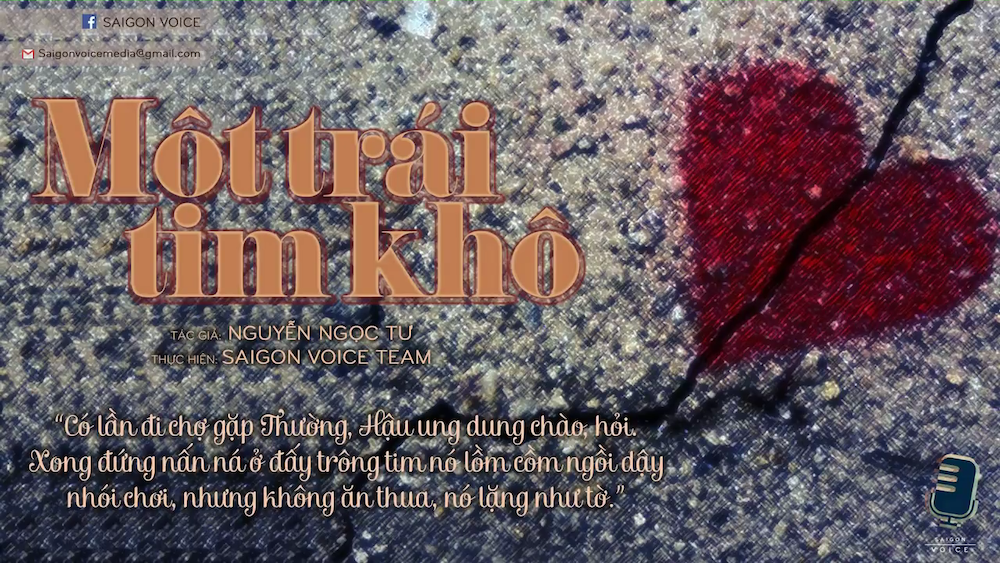 SAIGON VOICE
Saigonvoicemedia@gmail.com
Một trái
tim khô
TÁC GIẢ: NGUYỄN NGỌC TƯ
THỰC HIỆN: SAIGON VOICE TEAM
“Có lần đi chợ gặp Thường, Hậu ung dung chào, hỏi.
Xong đứng nấn ná ở đấy trông tim nó lồm cồm ngồi dậy
nhói chơi, nhưng không ăn thua, nó lặng như tờ.”
SAIGON
VOICE